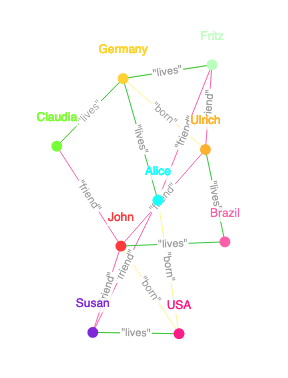 Fritz
Germany
"lives"
"lives"
"friend"
"born"
Claudia
Ulrich
"friend"
"lives"
"lives"
Alice
"friend"
"friend"
Brazil
John
"lives"
"friend"
"born"
"friend"
"born"
Susan
USA
"lives"